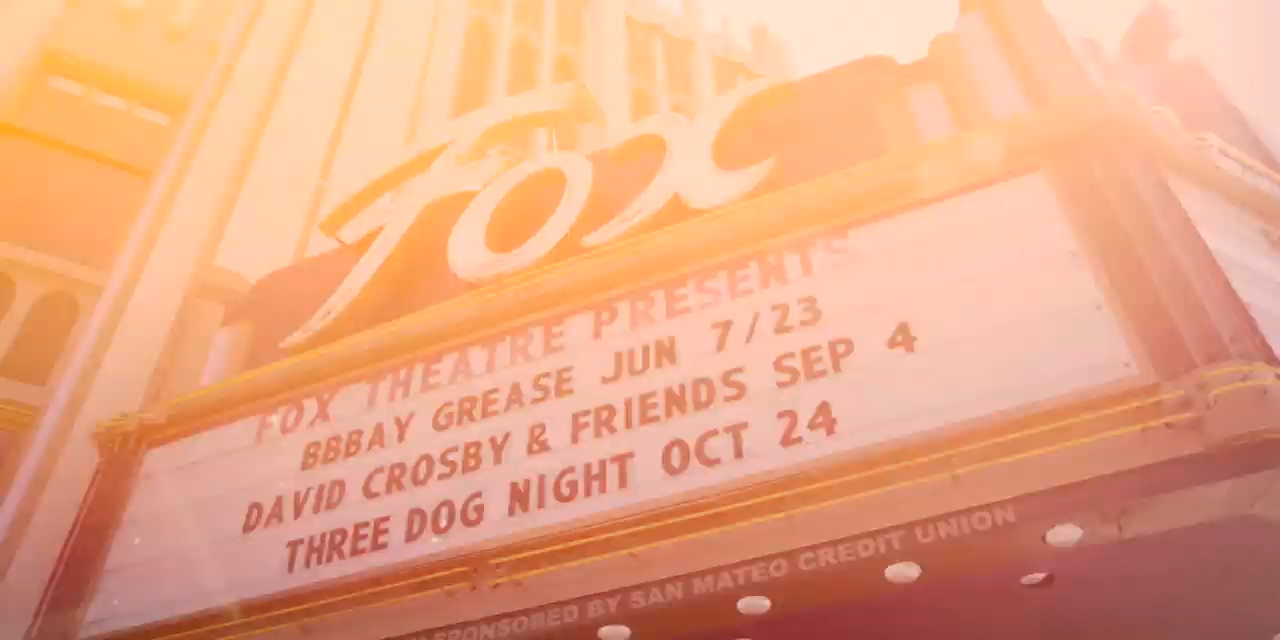 Fox
FOX THEATRE PRESENTS
BBBAY GREASE JUN 7/23
DAVID CROSBY & FRIENDS SEP 4
THREE DOG NIGHT OCT 24
SPONSORED BY SAN MATEO CREDIT UNION